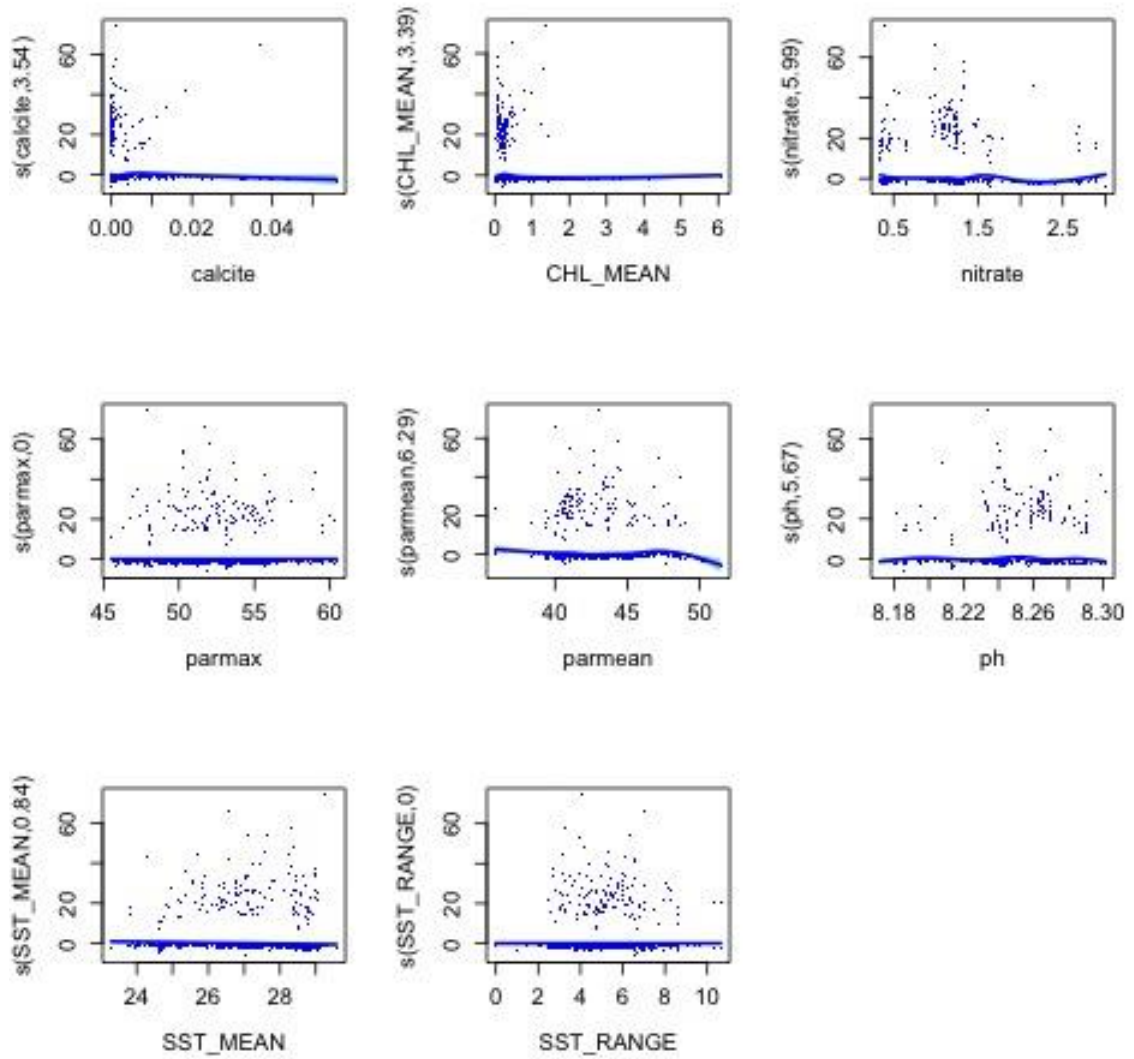 s(calcite,3.54)
60
20
0
0.00 0.02 0.04
calcite
s(CHL_MEAN,3.39)
60
20
0
0 1 2 3 4 5 6
CHL_MEAN
s(nitrate,5.99)
60
20
0
0.5 1.5 2.5
nitrate
s(parmax,0)
60
20
0
45 50 55 60
parmax
s(parmean,6.29)
60
20
0
40 45 50
parmean
s(ph,5.67)
60
20
0
8.18 8.22 8.26 8.30
ph
s(SST_MEAN,0.84)
60
20
0
24 26 28
SST_MEAN
s(SST_RANGE,0)
60
20
0
0 2 4 6 8 10
SST_RANGE